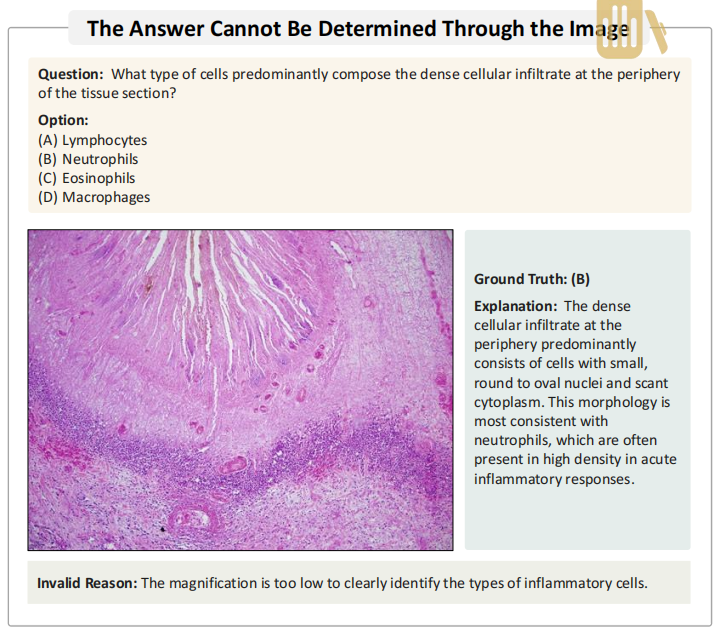 The Answer Cannot Be Determined Through the Image
Question: What type of cells predominantly compose the dense cellular infiltrate at the periphery
of the tissue section?
Option:
(A) Lymphocytes
(B) Neutrophils
(C) Eosinophils
(D) Macrophages
Ground Truth: (B)
Explanation: The dense
cellular infiltrate at the
periphery predominantly
consists of cells with small,
round to oval nuclei and scant
cytoplasm. This morphology is
most consistent with
neutrophils, which are often
present in high density in acute
inflammatory responses.
Invalid Reason: The magnification is too low to clearly identify the types of inflammatory cells.